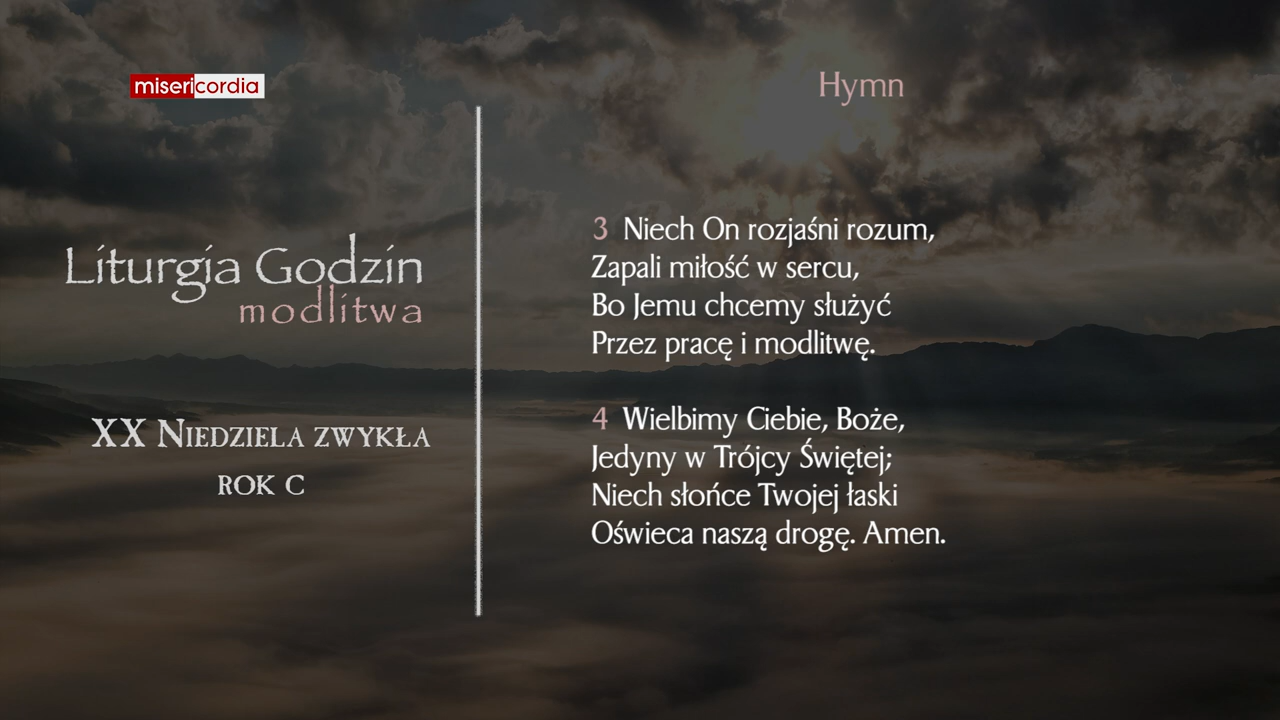 misericordia
Liturgia Godzin
modlitwa
XX Niedziela zwykła
rok C
Hymn
3 Niech On rozjaśni rozum,
Zapali miłość w sercu,
Bo Jemu chcemy służyć
Przez pracę i modlitwę.
4 Wielbimy Ciebie, Boże,
Jedyny w Trójcy Świętej;
Niech słońce Twojej łaski
Oświeca naszą drogę. Amen.